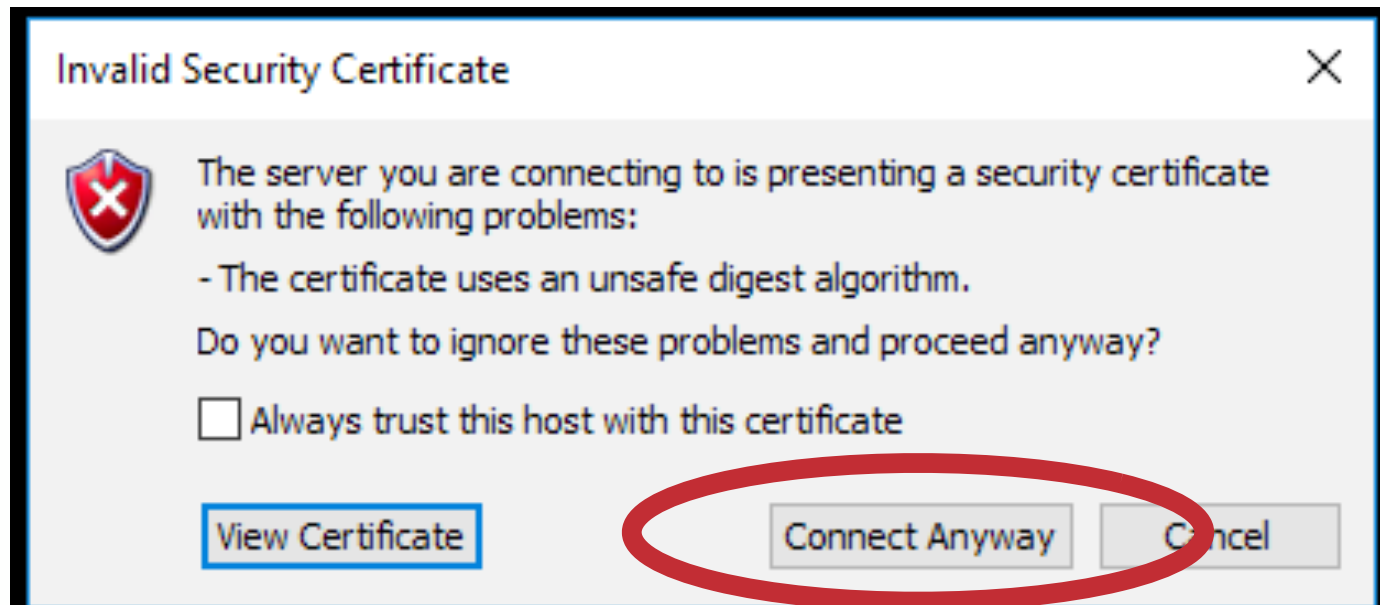 Invalid Security Certificate
The server you are connecting to is presenting a security certificate
with the following problems:
- The certificate uses an unsafe digest algorithm.
Do you want to ignore these problems and proceed anyway?
Always trust this host with this certificate
View Certificate Connect Anyway Cancel